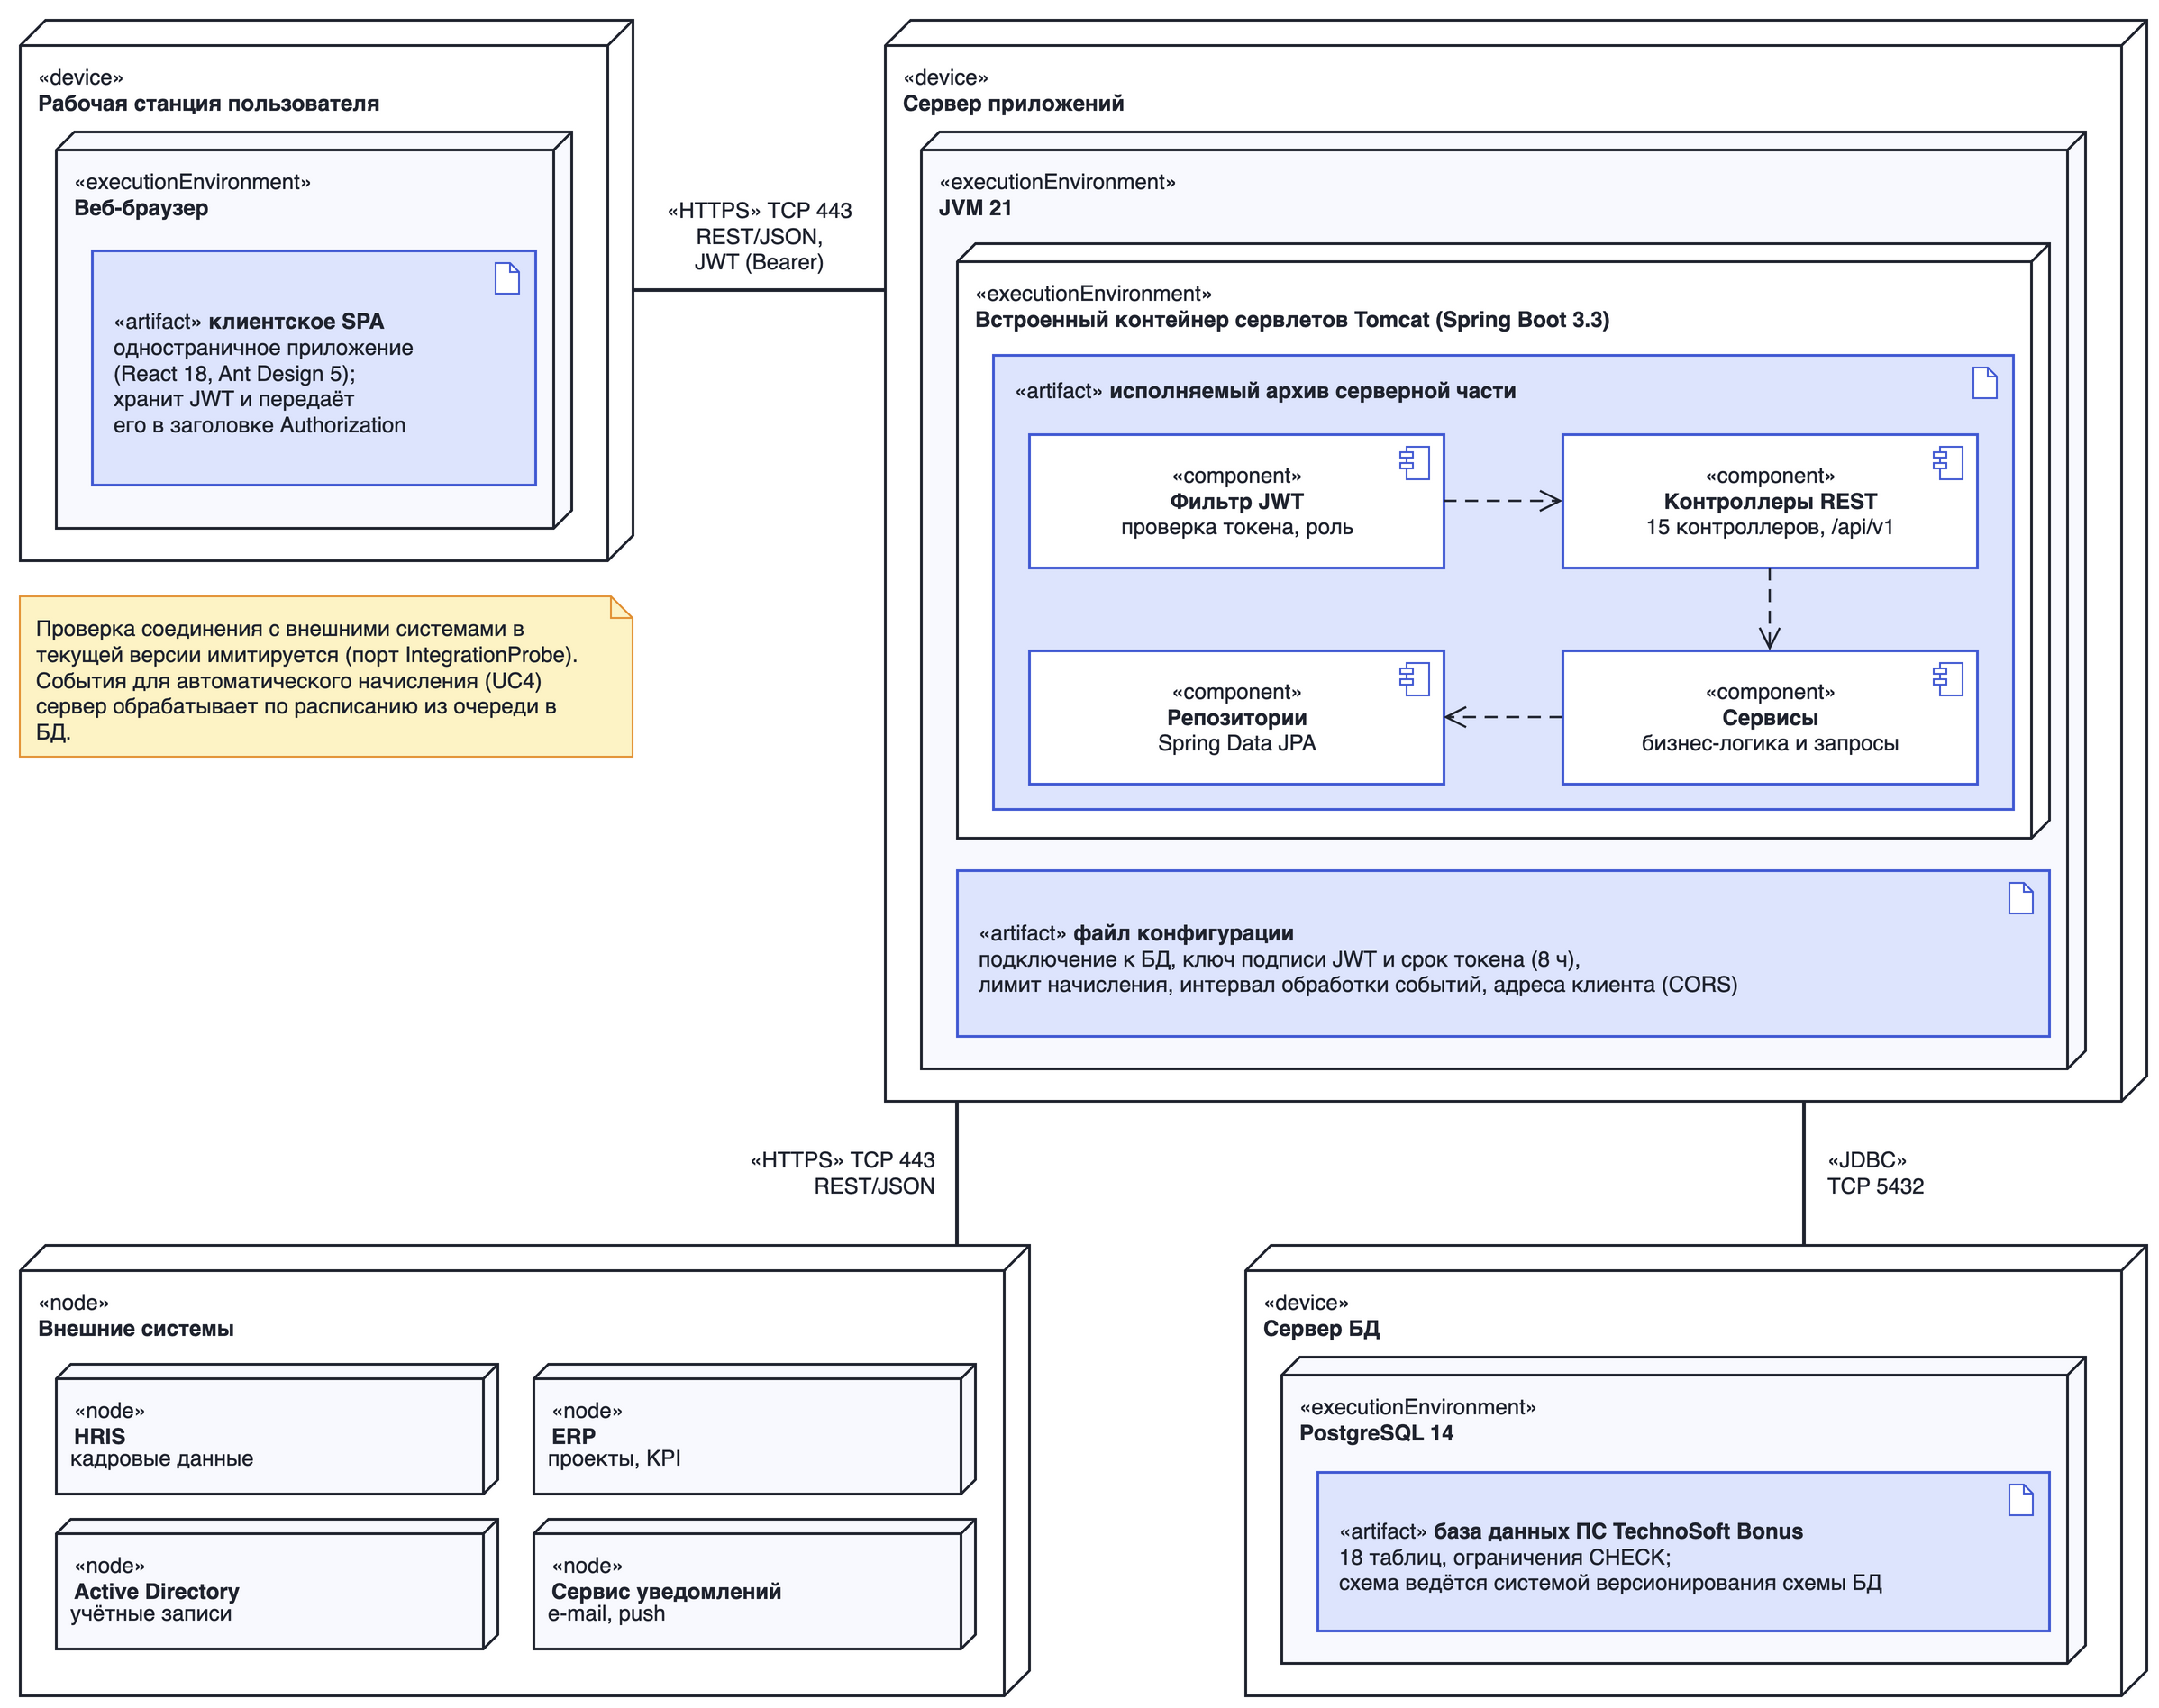 «device»
Рабочая станция пользователя
«executionEnvironment»
Веб-браузер
«artifact» клиентское SPA
одностраничное приложение
(React 18, Ant Design 5);
хранит JWT и передаёт
его в заголовке Authorization
«HTTPS» TCP 443
REST/JSON,
JWT (Bearer)
«device»
Сервер приложений
«executionEnvironment»
JVM 21
«executionEnvironment»
Встроенный контейнер сервлетов Tomcat (Spring Boot 3.3)
«artifact» исполняемый архив серверной части
«component»
Фильтр JWT
проверка токена, роль
«component»
Контроллеры REST
15 контроллеров, /api/v1
«component»
Репозитории
Spring Data JPA
«component»
Сервисы
бизнес-логика и запросы
«artifact» файл конфигурации
подключение к БД, ключ подписи JWT и срок токена (8 ч),
лимит начисления, интервал обработки событий, адреса клиента (CORS)
Проверка соединения с внешними системами в
текущей версии имитируется (порт IntegrationProbe).
События для автоматического начисления (UC4)
сервер обрабатывает по расписанию из очереди в
БД.
«HTTPS» TCP 443
REST/JSON
«JDBC»
TCP 5432
«node»
Внешние системы
«node»
HRIS
кадровые данные
«node»
ERP
проекты, KPI
«node»
Active Directory
учётные записи
«node»
Сервис уведомлений
e-mail, push
«device»
Сервер БД
«executionEnvironment»
PostgreSQL 14
«artifact» база данных ПС TechnoSoft Bonus
18 таблиц, ограничения CHECK;
схема ведётся системой версионирования схемы БД